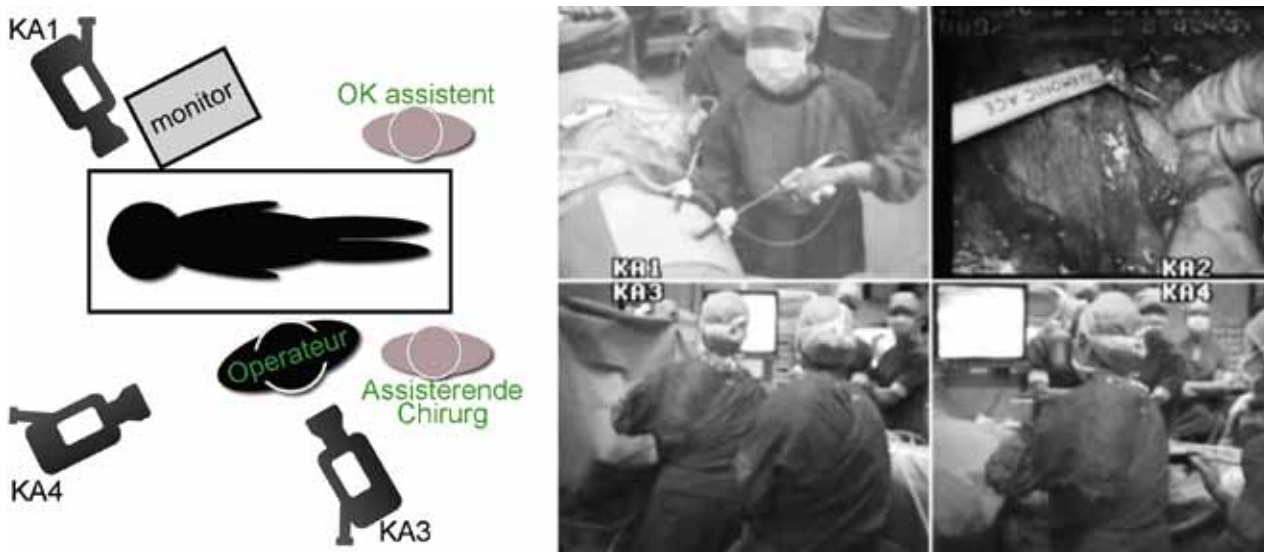 KA1
monitor
OK assistent
Operateur
Assisterende
Chirurg
KA4
KA3
KA1
KA2
HARMONIC ACE
KA3
KA4